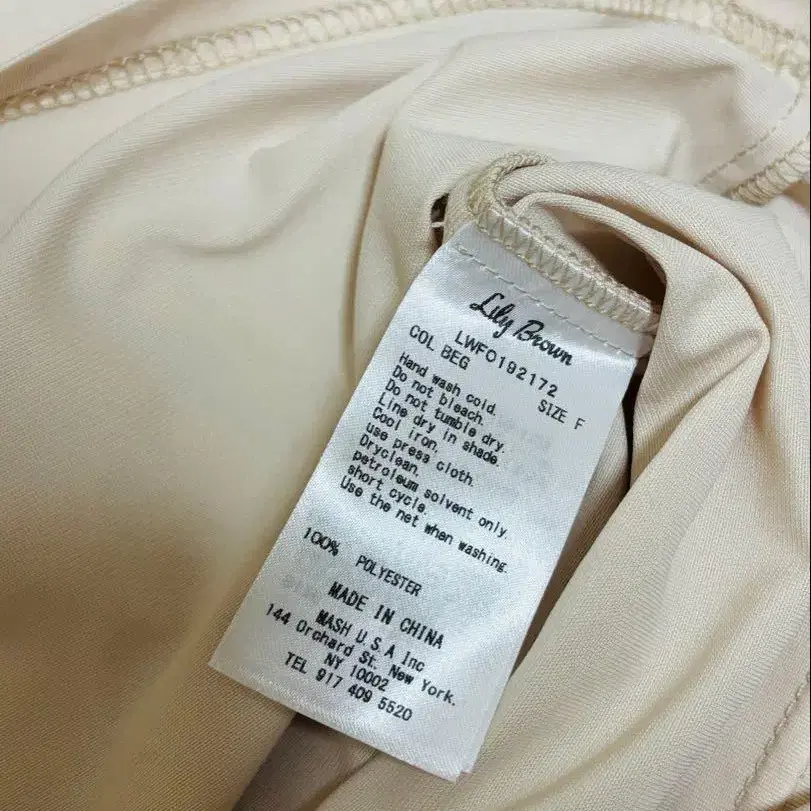 Lily Brown
LWFO192172
COL BEG SIZE F
Hand wash cold.
Do not bleach.
Do not tumble dry.
Line dry in shade.
Cool iron.
use press cloth.
Dryclean.
petroleum solvent only.
short cycle.
Use the net when washing.
100% POLYESTER
MADE IN CHINA
MASH U.S.A Inc
144 Orchard St. New York.
NY 10002
TEL 917 409 5520